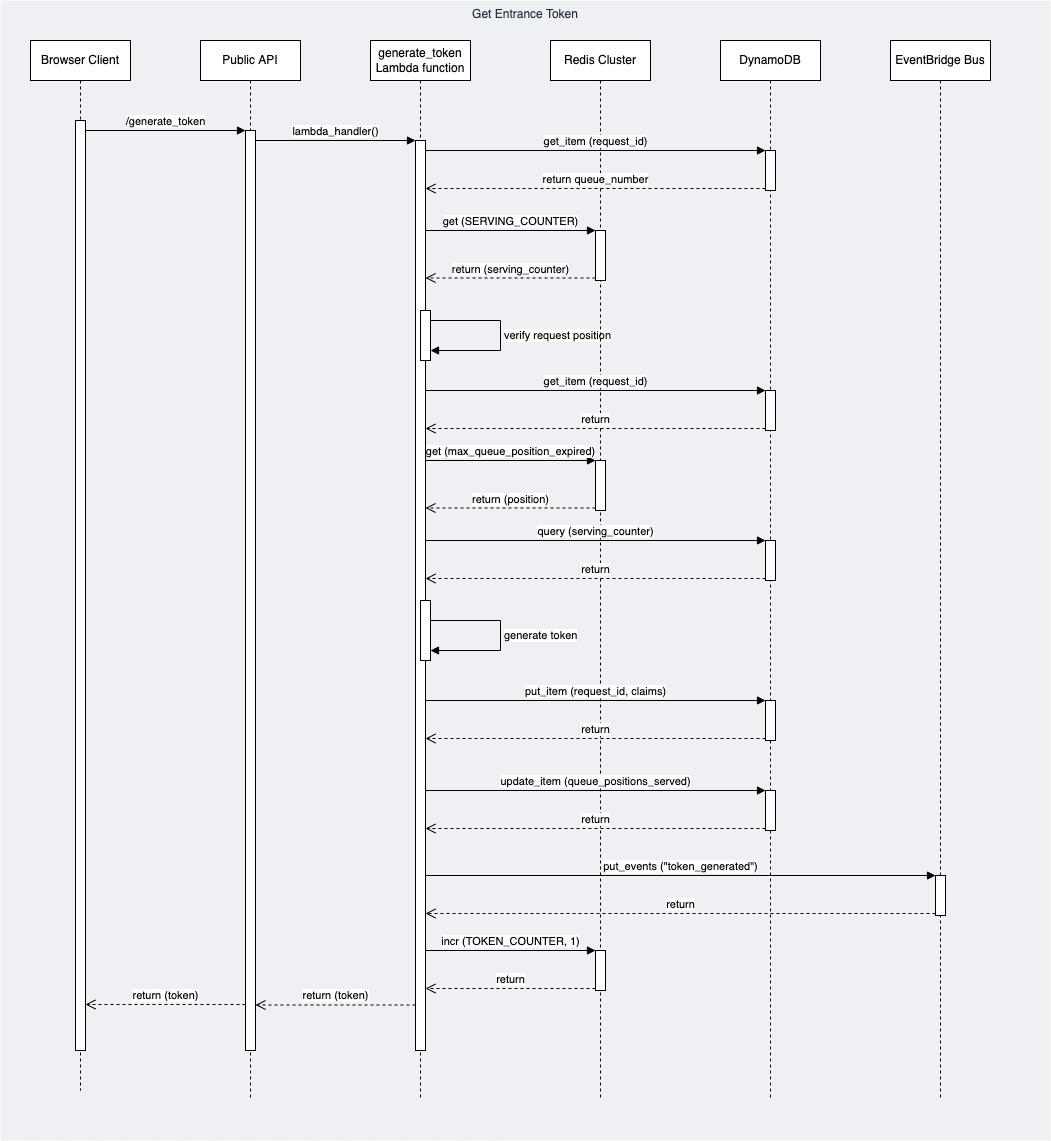 Get Entrance Token
Browser Client
Public API
generate_token
Lambda function
Redis Cluster
DynamoDB
EventBridge Bus
/generate_token
lambda_handler()
get_item (request_id)
return queue_number
get (SERVING_COUNTER)
return (serving_counter)
verify request position
get_item (request_id)
return
get (max_queue_position_expired)
return (position)
query (serving_counter)
return
generate token
put_item (request_id, claims)
return
update_item (queue_positions_served)
return
put_events ("token_generated")
return
incr (TOKEN_COUNTER, 1)
return
return (token)
return (token)